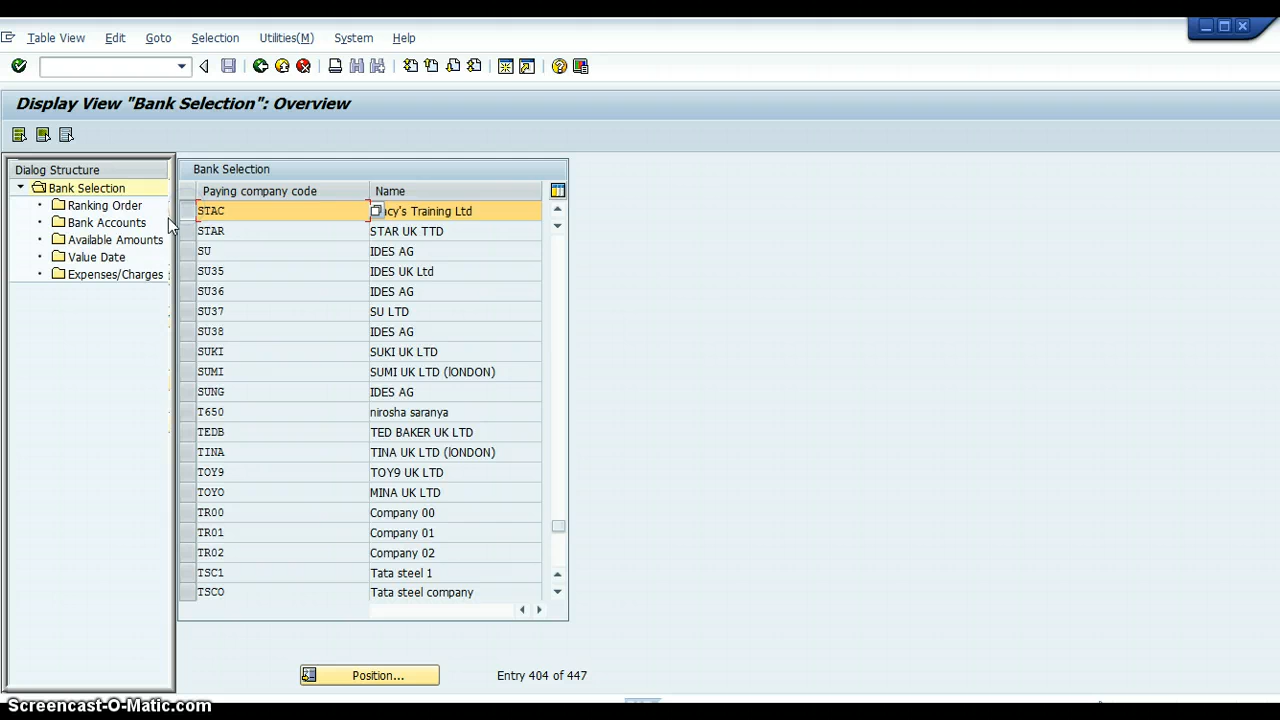 Table View Edit Goto Selection Utilities(M) System Help
Display View "Bank Selection": Overview
Dialog Structure
Bank Selection
Ranking Order
Bank Accounts
Available Amounts
Value Date
Expenses/Charges
Bank Selection
Paying company code Name
STAC cy's Training Ltd
STAR STAR UK TTD
SU IDES AG
SU35 IDES UK Ltd
SU36 IDES AG
SU37 SU LTD
SU38 IDES AG
SUKI SUKI UK LTD
SUMI SUMI UK LTD (lONDON)
SUNG IDES AG
T650 nirosha saranya
TEDB TED BAKER UK LTD
TINA TINA UK LTD (lONDON)
TOY9 TOY9 UK LTD
TOYO MINA UK LTD
TR00 Company 00
TR01 Company 01
TR02 Company 02
TSC1 Tata steel 1
TSCO Tata steel company
Position... Entry 404 of 447
Screencast-O-Matic.com